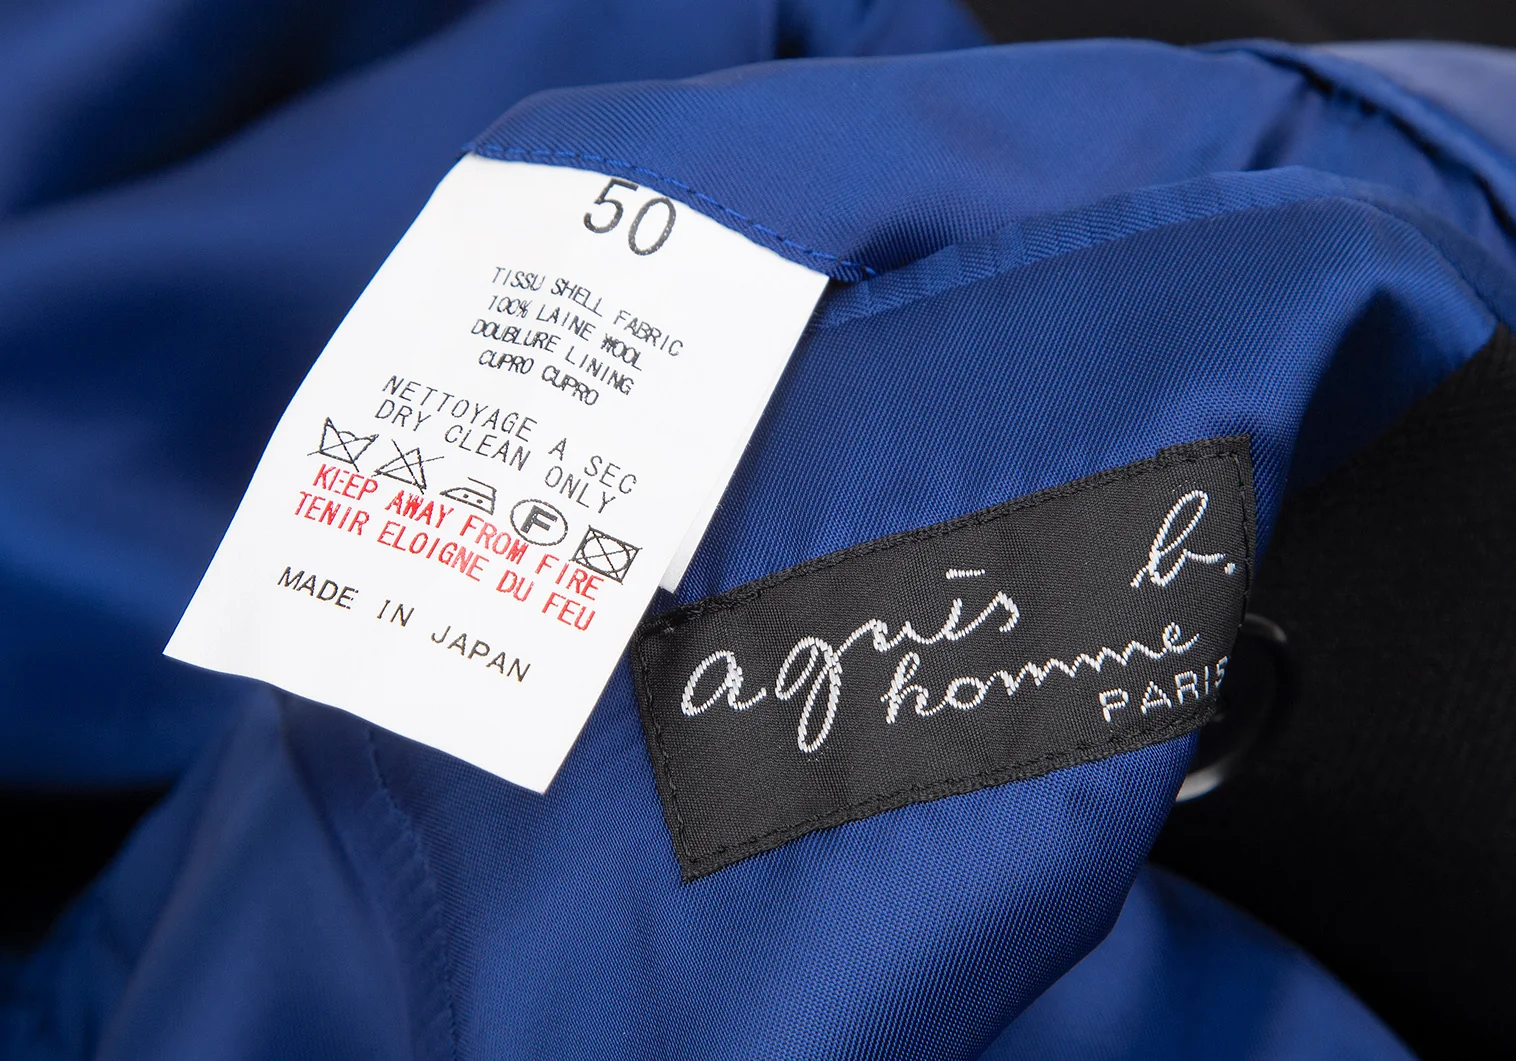 50
TISSU SHELL FABRIC
100% LAINE WOOL
DOUBLURE LINING
CUPRO CUPRO
NETTOYAGE A SEC
DRY CLEAN ONLY
F
KEEP AWAY FROM FIRE
TENIR ELOIGNE DU FEU
MADE IN JAPAN
agnès b.
homme
PARIS